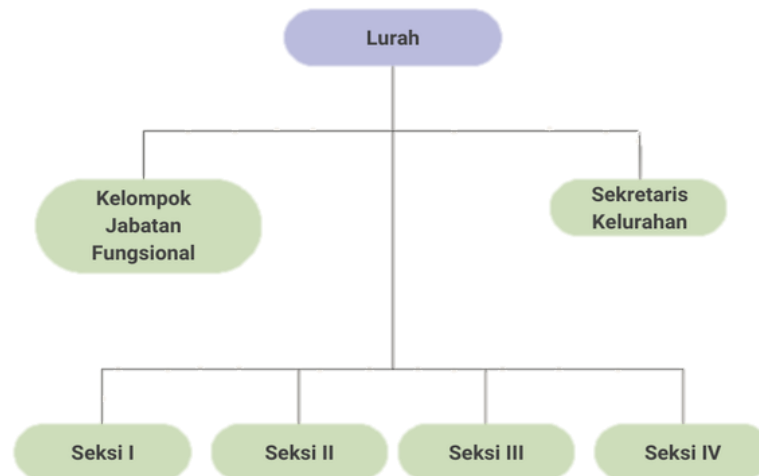 Lurah
Kelompok
Jabatan
Fungsional
Sekretaris
Kelurahan
Seksi I
Seksi II
Seksi III
Seksi IV